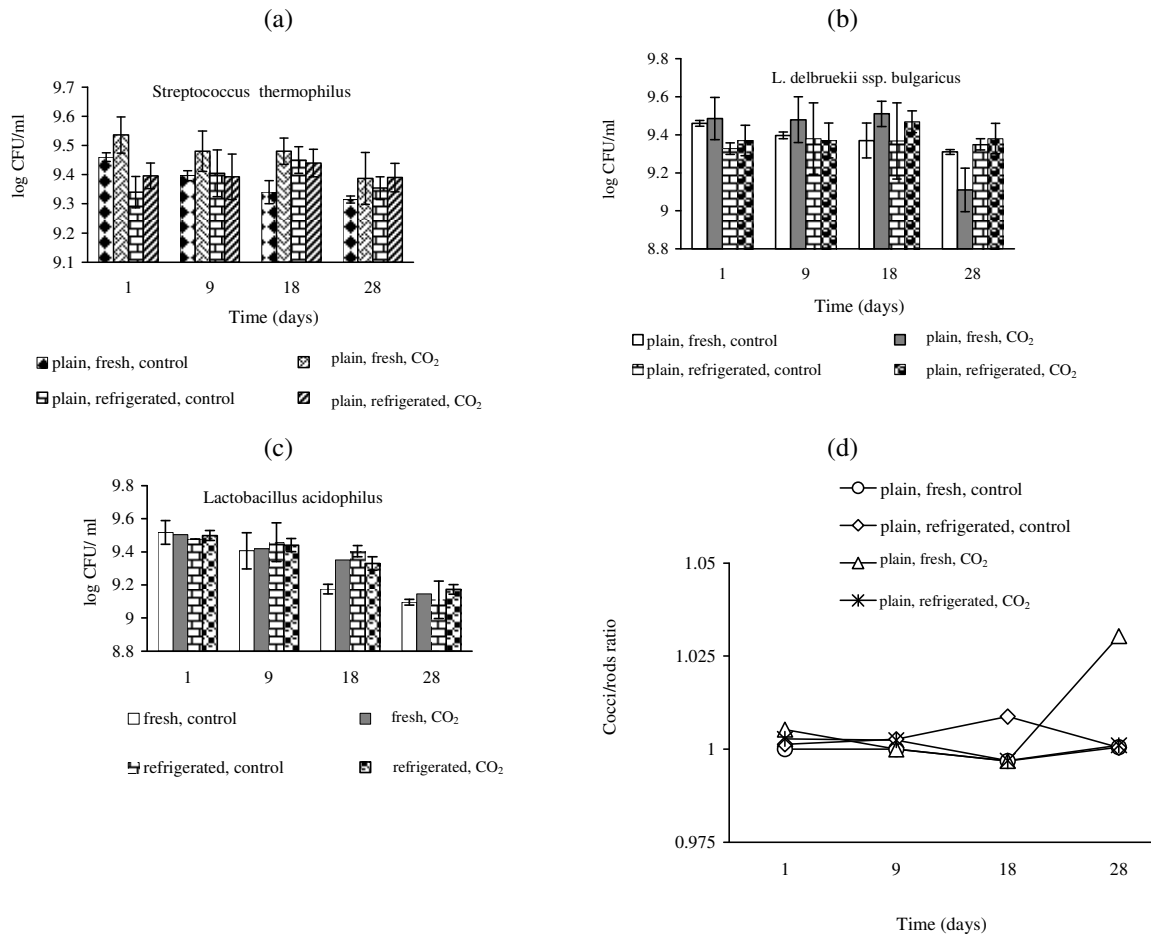 (a)
Streptococcus thermophilus
log CFU/ml
9.7
9.6
9.5
9.4
9.3
9.2
9.1
1 9 18 28
Time (days)
plain, fresh, control
plain, fresh, CO₂
plain, refrigerated, control
plain, refrigerated, CO₂
(b)
L. delbruekii ssp. bulgaricus
log CFU/ml
9.8
9.6
9.4
9.2
9
8.8
1 9 18 28
Time (days)
plain, fresh, control
plain, fresh, CO₂
plain, refrigerated, control
plain, refrigerated, CO₂
(c)
Lactobacillus acidophilus
log CFU/ ml
9.8
9.6
9.4
9.2
9
8.8
1 9 18 28
fresh, control
fresh, CO₂
refrigerated, control
refrigerated, CO₂
(d)
plain, fresh, control
plain, refrigerated, control
plain, fresh, CO₂
plain, refrigerated, CO₂
Cocci/rods ratio
1.05
1.025
1
0.975
1 9 18 28
Time (days)